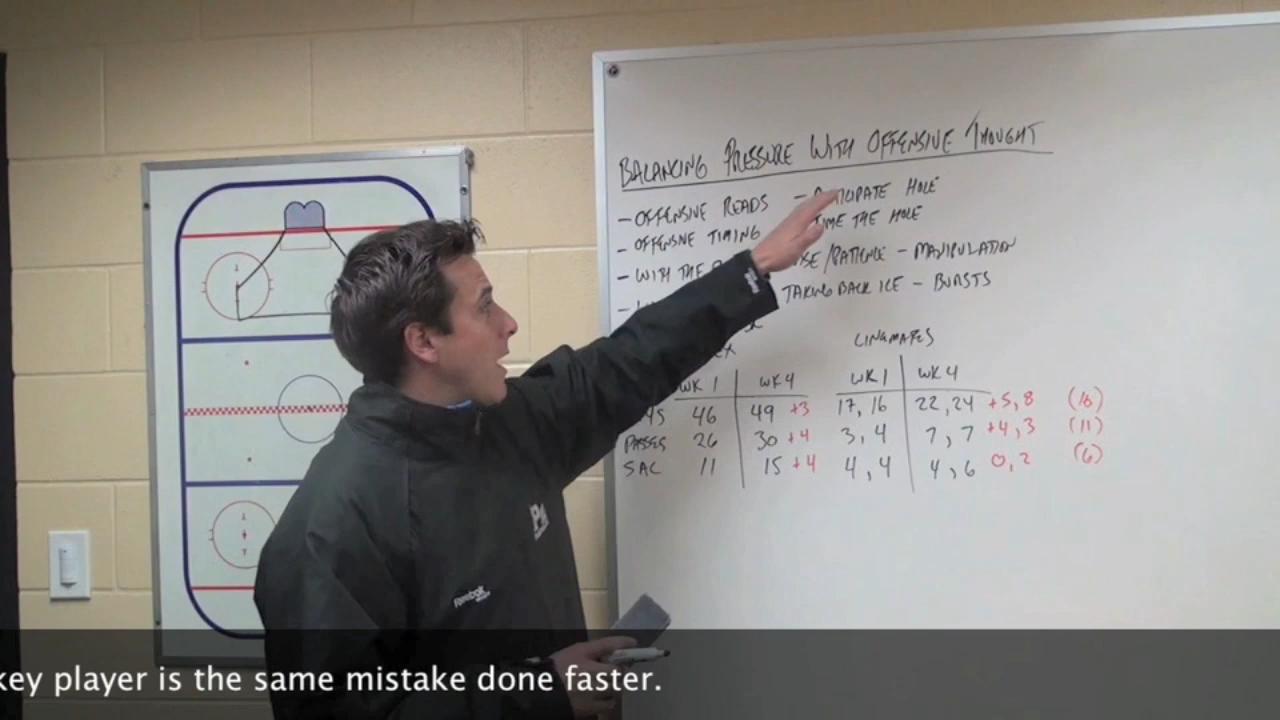 BALANCING PRESSURE WITH OFFENSIVE THOUGHT
- OFFENSIVE READS - ANTICIPATE HOLE
- OFFENSIVE TIMING TIME THE HOLE
- WITH THE /PATIENCE - MANIPULATION
TAKING BACK ICE - BURSTS
LINEMATES
WK 1 WK 4 WK 1 WK 4
46 49 +3 17, 16 22, 24 +5, 8 (16)
PASSES 26 30 +4 3, 4 7, 7 +4, 3 (11)
SAC 11 15 +4 4, 4 4, 6 0, 2 (6)
Reebok
key player is the same mistake done faster.